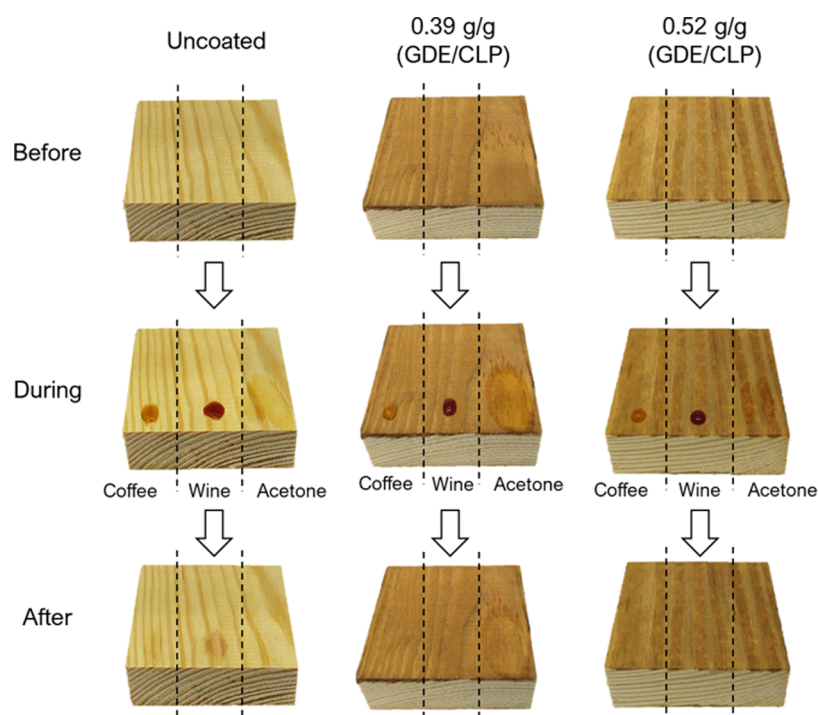 Uncoated
0.39 g/g
(GDE/CLP)
0.52 g/g
(GDE/CLP)
Before
During
Coffee
Wine
Acetone
Coffee
Wine
Acetone
Coffee
Wine
Acetone
After